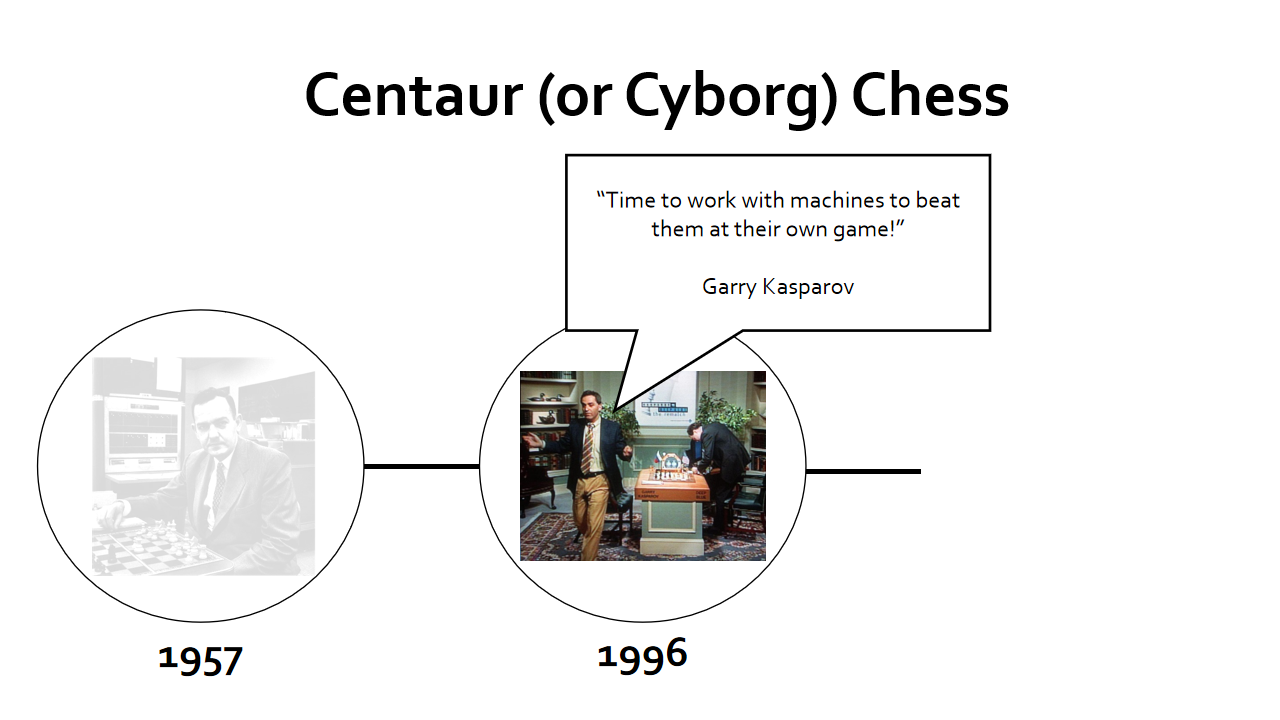 Centaur (or Cyborg) Chess
“Time to work with machines to beat
them at their own game!”
Garry Kasparov
1957
1996